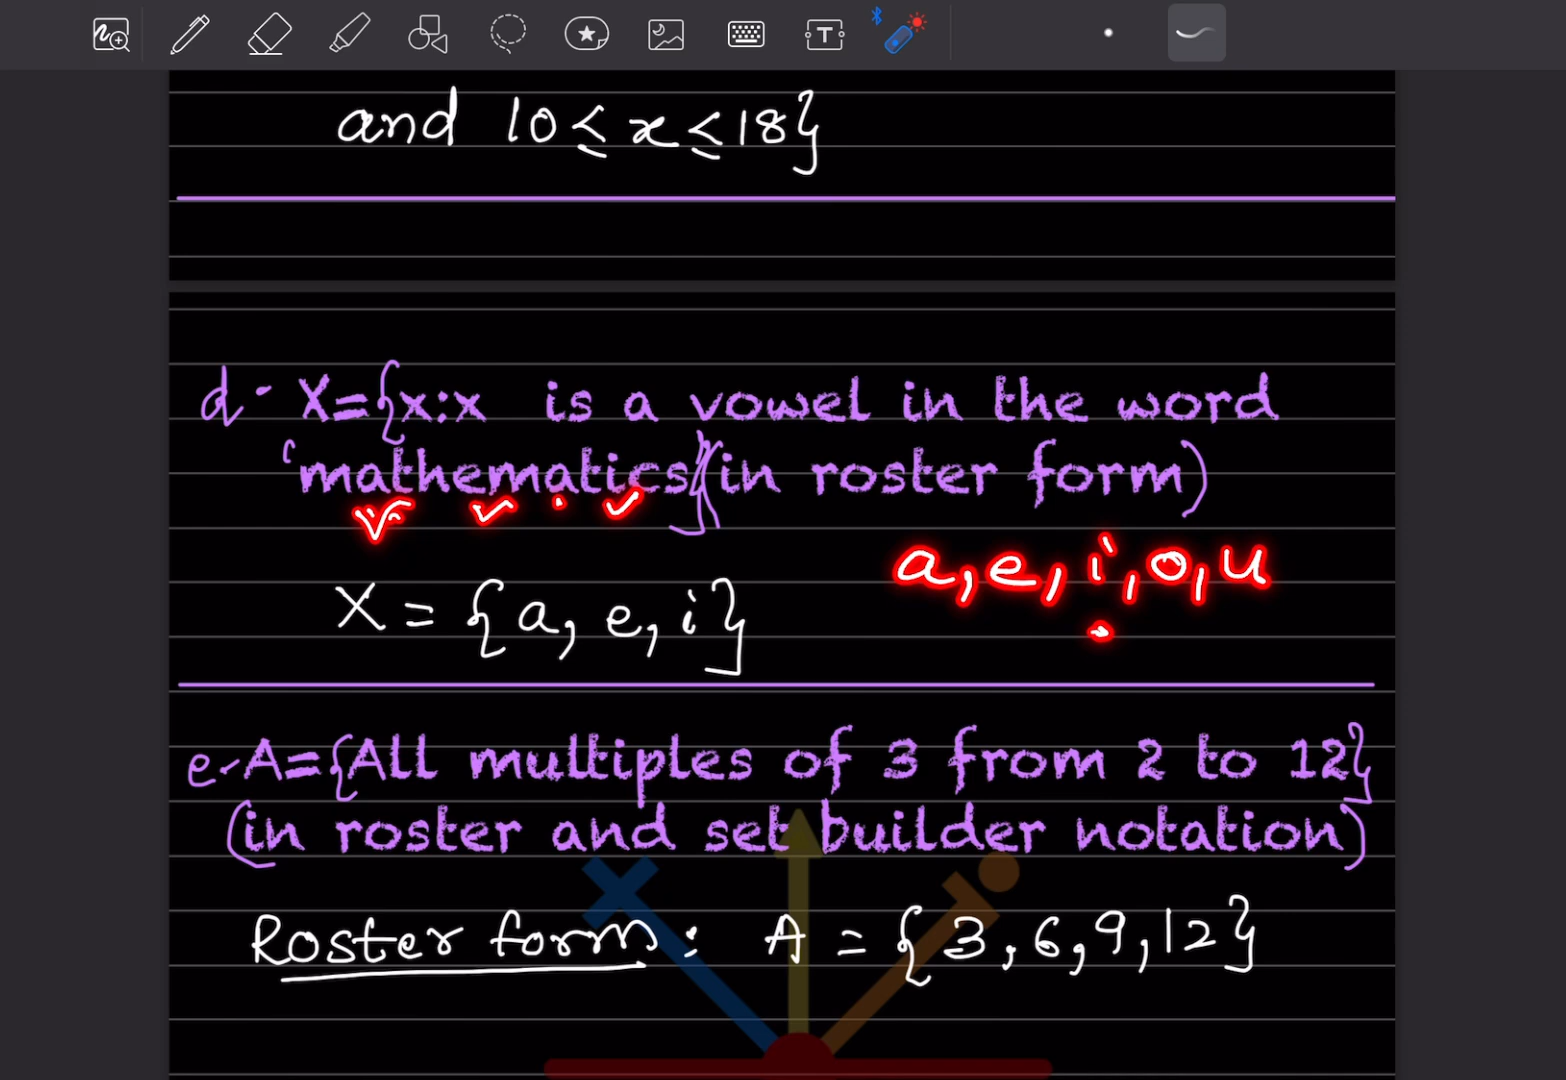 and 10 ≤ x ≤ 18}
d. X={x:x is a vowel in the word
'mathematics}(in roster form)
a, e, i, o, u
X = {a, e, i}
e. A={All multiples of 3 from 2 to 12}
(in roster and set builder notation)
Roster form: A = {3, 6, 9, 12}